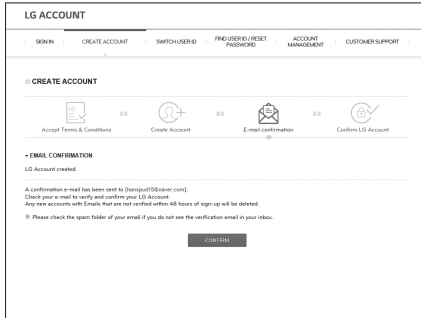 LG ACCOUNT
SIGN IN
CREATE ACCOUNT
SWITCH USER ID
FIND USER ID / RESET
PASSWORD
ACCOUNT
MANAGEMENT
CUSTOMER SUPPORT
CREATE ACCOUNT
LG
Accept Terms & Conditions
Create Account
E-mail confirmation
Confirm LG Account
EMAIL CONFIRMATION
LG Account created.
A confirmation e-mail has been sent to [hanspud15@naver.com].
Check your e-mail to verify and confirm your LG Account.
Any new accounts with Emails that are not verified within 48 hours of sign-up will be deleted.
※ Please check the spam folder of your email if you do not see the verification email in your inbox.
CONFIRM